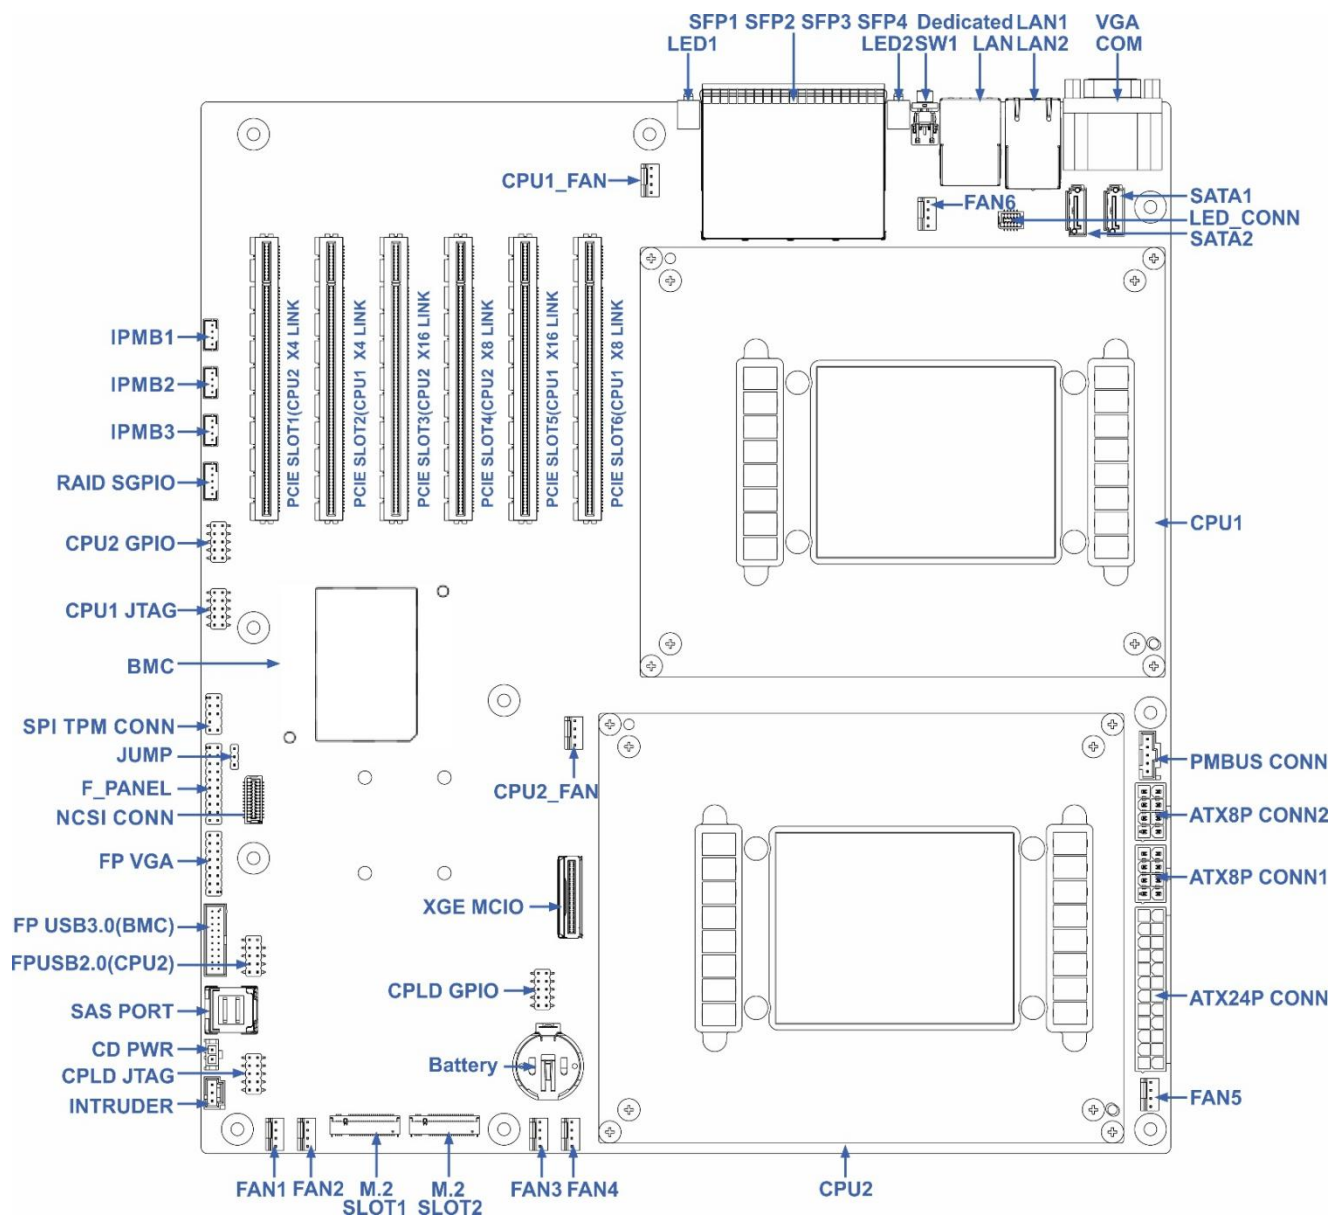 SFP1 SFP2 SFP3 SFP4 Dedicated LAN1 VGA
LED1 LED2 SW1 LAN LAN2 COM
CPU1_FAN
FAN6
SATA1
LED_CONN
SATA2
PCIE SLOT1(CPU2 X4 LINK
PCIE SLOT2(CPU1 X4 LINK
PCIE SLOT3(CPU2 X16 LINK
PCIE SLOT4(CPU2 X8 LINK
PCIE SLOT5(CPU1 X16 LINK
PCIE SLOT6(CPU1 X8 LINK
IPMB1
IPMB2
IPMB3
RAID SGPIO
CPU2 GPIO
CPU1 JTAG
BMC
SPI TPM CONN
JUMP
F_PANEL
NCSI CONN
FP VGA
FP USB3.0(BMC)
FPUSB2.0(CPU2)
SAS PORT
CD PWR
CPLD JTAG
INTRUDER
CPU1
CPU2_FAN
XGE MCIO
CPLD GPIO
Battery
PMBUS CONN
ATX8P CONN2
ATX8P CONN1
ATX24P CONN
FAN5
FAN1
FAN2
M.2
SLOT1
M.2
SLOT2
FAN3
FAN4
CPU2